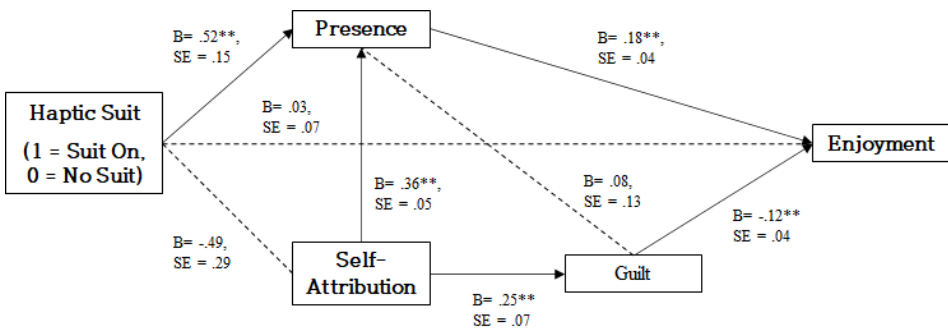 Presence
B= .52**,
SE = .15
B= .18**,
SE = .04
Haptic Suit
(1 = Suit On,
0 = No Suit)
B= .03,
SE = .07
Enjoyment
B= .36**,
SE = .05
B= .08,
SE = .13
B= -.12**
SE = .04
B= -.49,
SE = .29
Self-
Attribution
Guilt
B= .25**
SE = .07